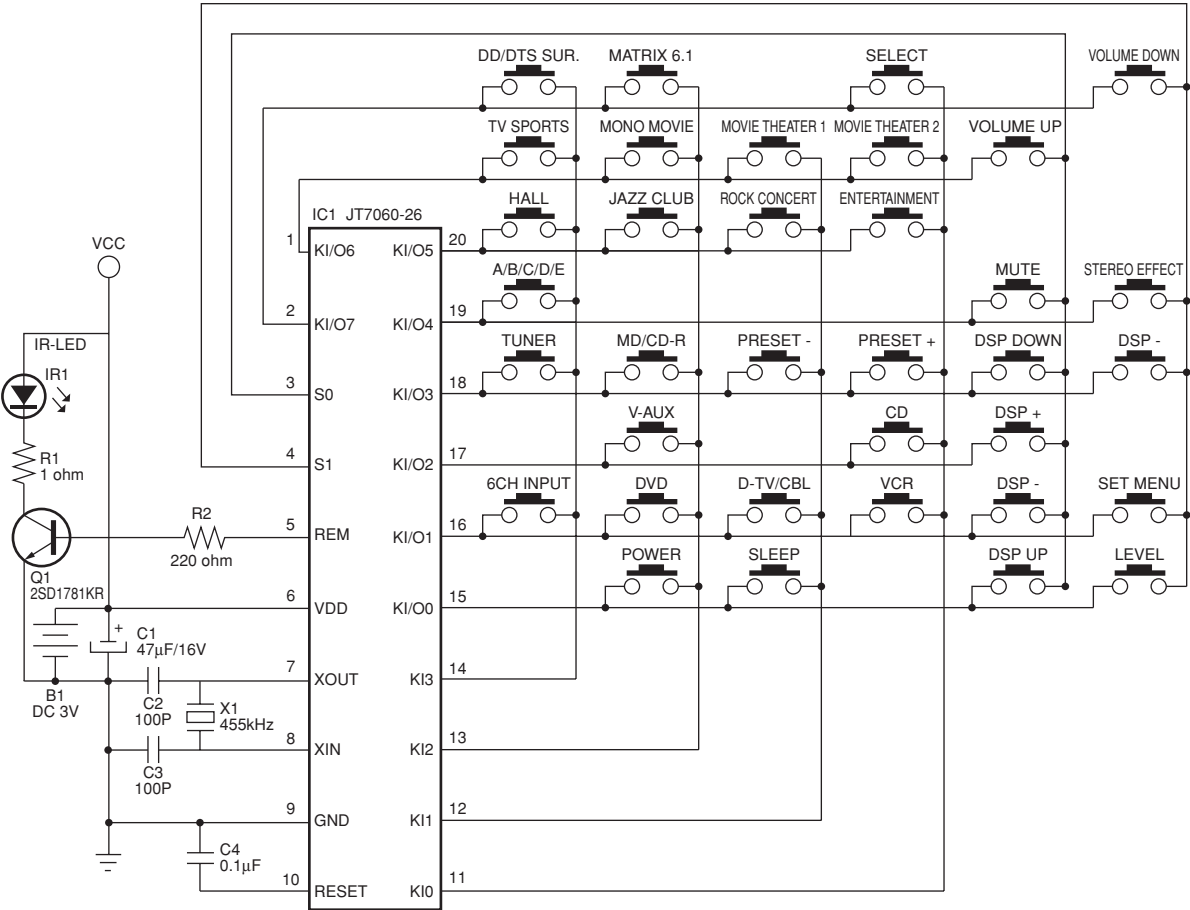 DD/DTS SUR. MATRIX 6.1 SELECT VOLUME DOWN
TV SPORTS MONO MOVIE MOVIE THEATER 1 MOVIE THEATER 2 VOLUME UP
HALL JAZZ CLUB ROCK CONCERT ENTERTAINMENT
IC1 JT7060-26
VCC
1 KI/O6 KI/O5 20
A/B/C/D/E MUTE STEREO EFFECT
2 KI/O7 KI/O4 19
IR-LED
TUNER MD/CD-R PRESET - PRESET + DSP DOWN DSP -
IR1
3 S0 KI/O3 18
V-AUX CD DSP +
R1
1 ohm
4 S1 KI/O2 17
6CH INPUT DVD D-TV/CBL VCR DSP - SET MENU
R2
220 ohm
5 REM KI/O1 16
POWER SLEEP DSP UP LEVEL
Q1
2SD1781KR
6 VDD KI/O0 15
+
C1
47µF/16V
7 XOUT KI3 14
B1
DC 3V
C2
100P
X1
455kHz
8 XIN KI2 13
C3
100P
9 GND KI1 12
C4
0.1µF
10 RESET KI0 11